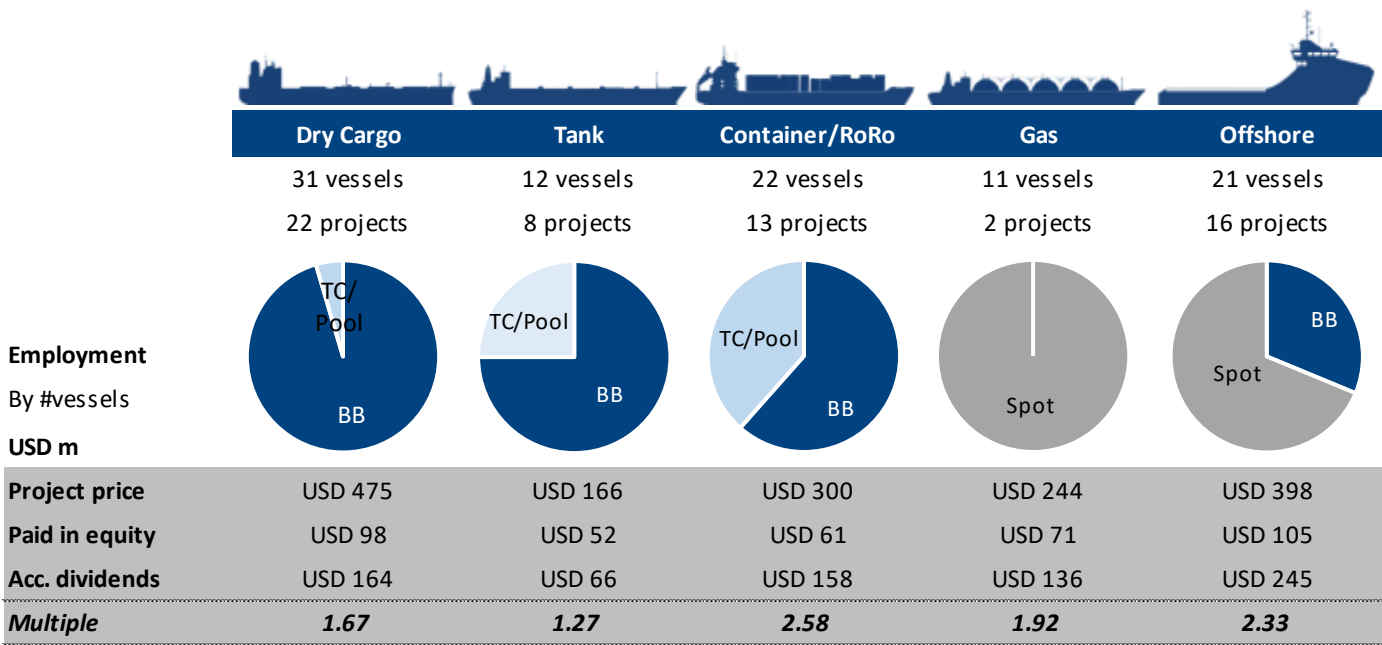 Dry Cargo Tank Container/RoRo Gas Offshore
31 vessels 12 vessels 22 vessels 11 vessels 21 vessels
22 projects 8 projects 13 projects 2 projects 16 projects
Employment
By #vessels
TC/
Pool
BB
TC/Pool
BB
TC/Pool
BB
Spot
BB
Spot
USD m
Project price USD 475 USD 166 USD 300 USD 244 USD 398
Paid in equity USD 98 USD 52 USD 61 USD 71 USD 105
Acc. dividends USD 164 USD 66 USD 158 USD 136 USD 245
Multiple 1.67 1.27 2.58 1.92 2.33